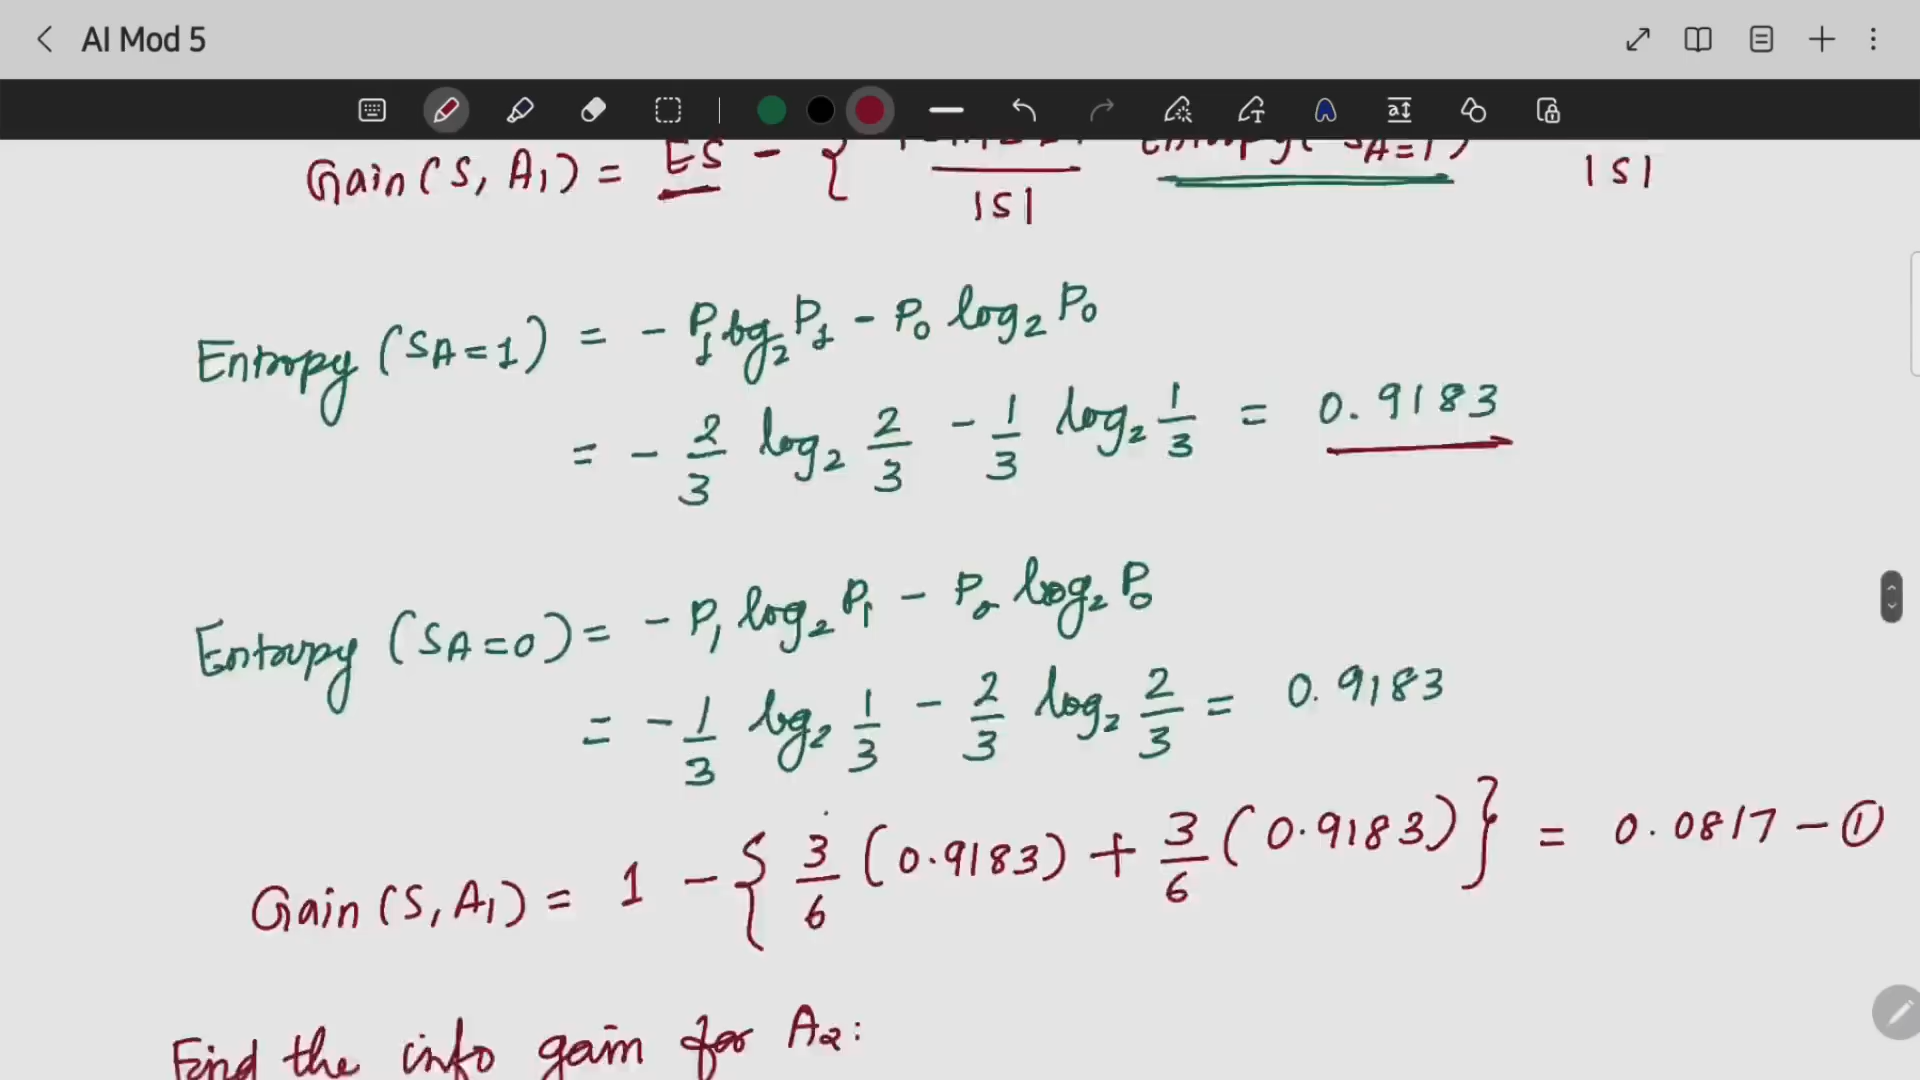 AI Mod 5
Gain(S, A₁) = ES - { / |S| Entropy(SA=1) |S|
Entropy (SA=1) = - P₁ log₂ P₁ - P₀ log₂ P₀
= - 2/3 log₂ 2/3 - 1/3 log₂ 1/3 = 0.9183
Entropy (SA=0) = - P₁ log₂ P₁ - P₀ log₂ P₀
= - 1/3 log₂ 1/3 - 2/3 log₂ 2/3 = 0.9183
Gain (S, A₁) = 1 - { 3/6 (0.9183) + 3/6 (0.9183) } = 0.0817 - ①
Find the info gain for A₂: